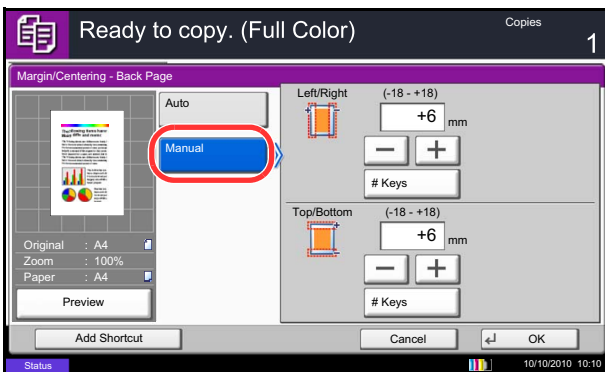 Ready to copy. (Full Color)
Copies
1
Margin/Centering - Back Page
Auto
Manual
Left/Right
(-18 - +18)
+6 mm
# Keys
Top/Bottom
(-18 - +18)
+6 mm
# Keys
Original : A4
Zoom : 100%
Paper : A4
Preview
Add Shortcut
Cancel
OK
Status
10/10/2010 10:10